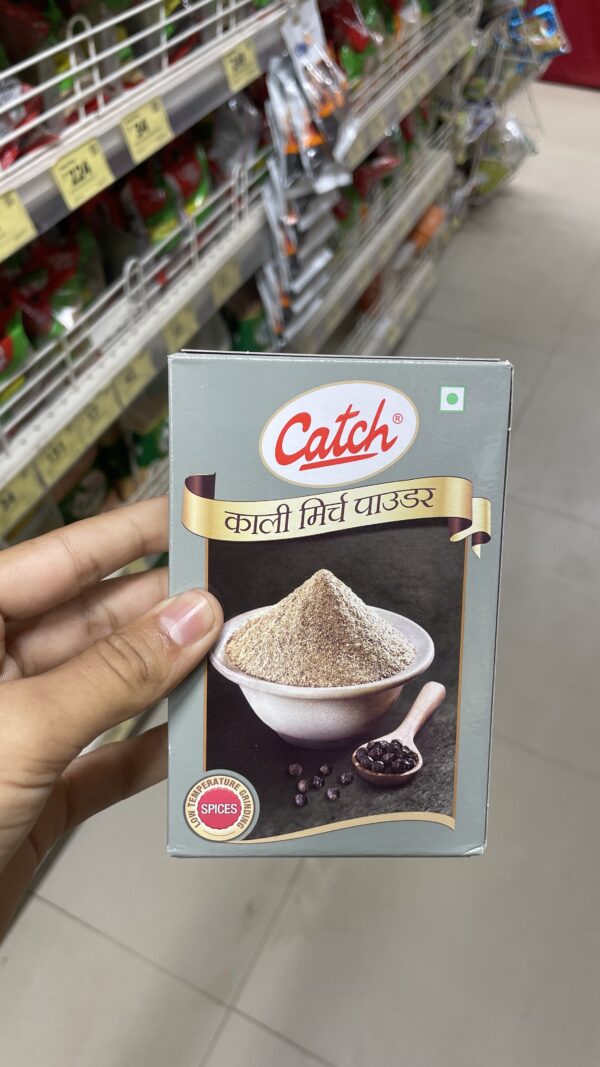 Catch®
काली मिर्च पाउडर
LOW TEMPERATURE GRINDING
SPICES